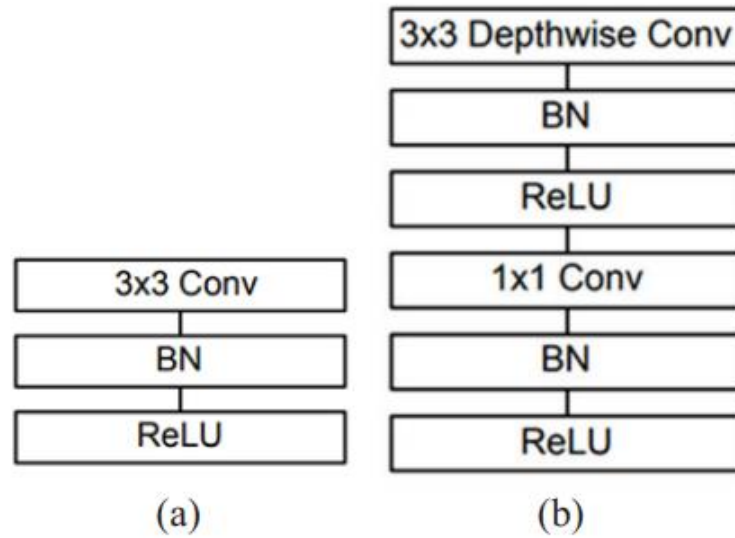 3x3 Conv
BN
ReLU
(a)
3x3 Depthwise Conv
BN
ReLU
1x1 Conv
BN
ReLU
(b)